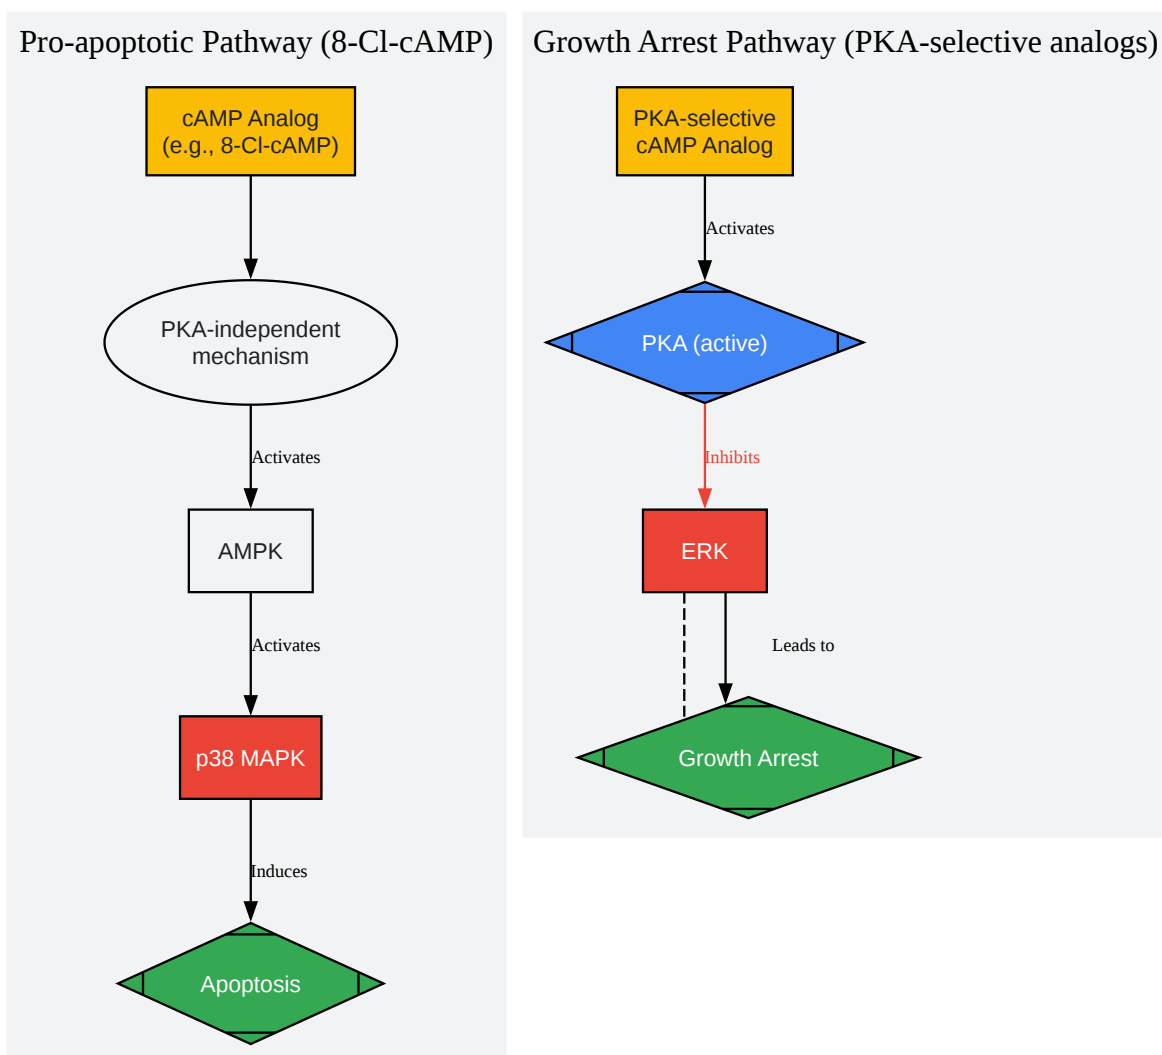 Pro-apoptotic Pathway (8-Cl-cAMP)
cAMP Analog
(e.g., 8-Cl-cAMP)
PKA-independent
mechanism
Activates
AMPK
Activates
p38 MAPK
Induces
Apoptosis
Growth Arrest Pathway (PKA-selective analogs)
PKA-selective
cAMP Analog
Activates
PKA (active)
Inhibits
ERK
Leads to
Growth Arrest